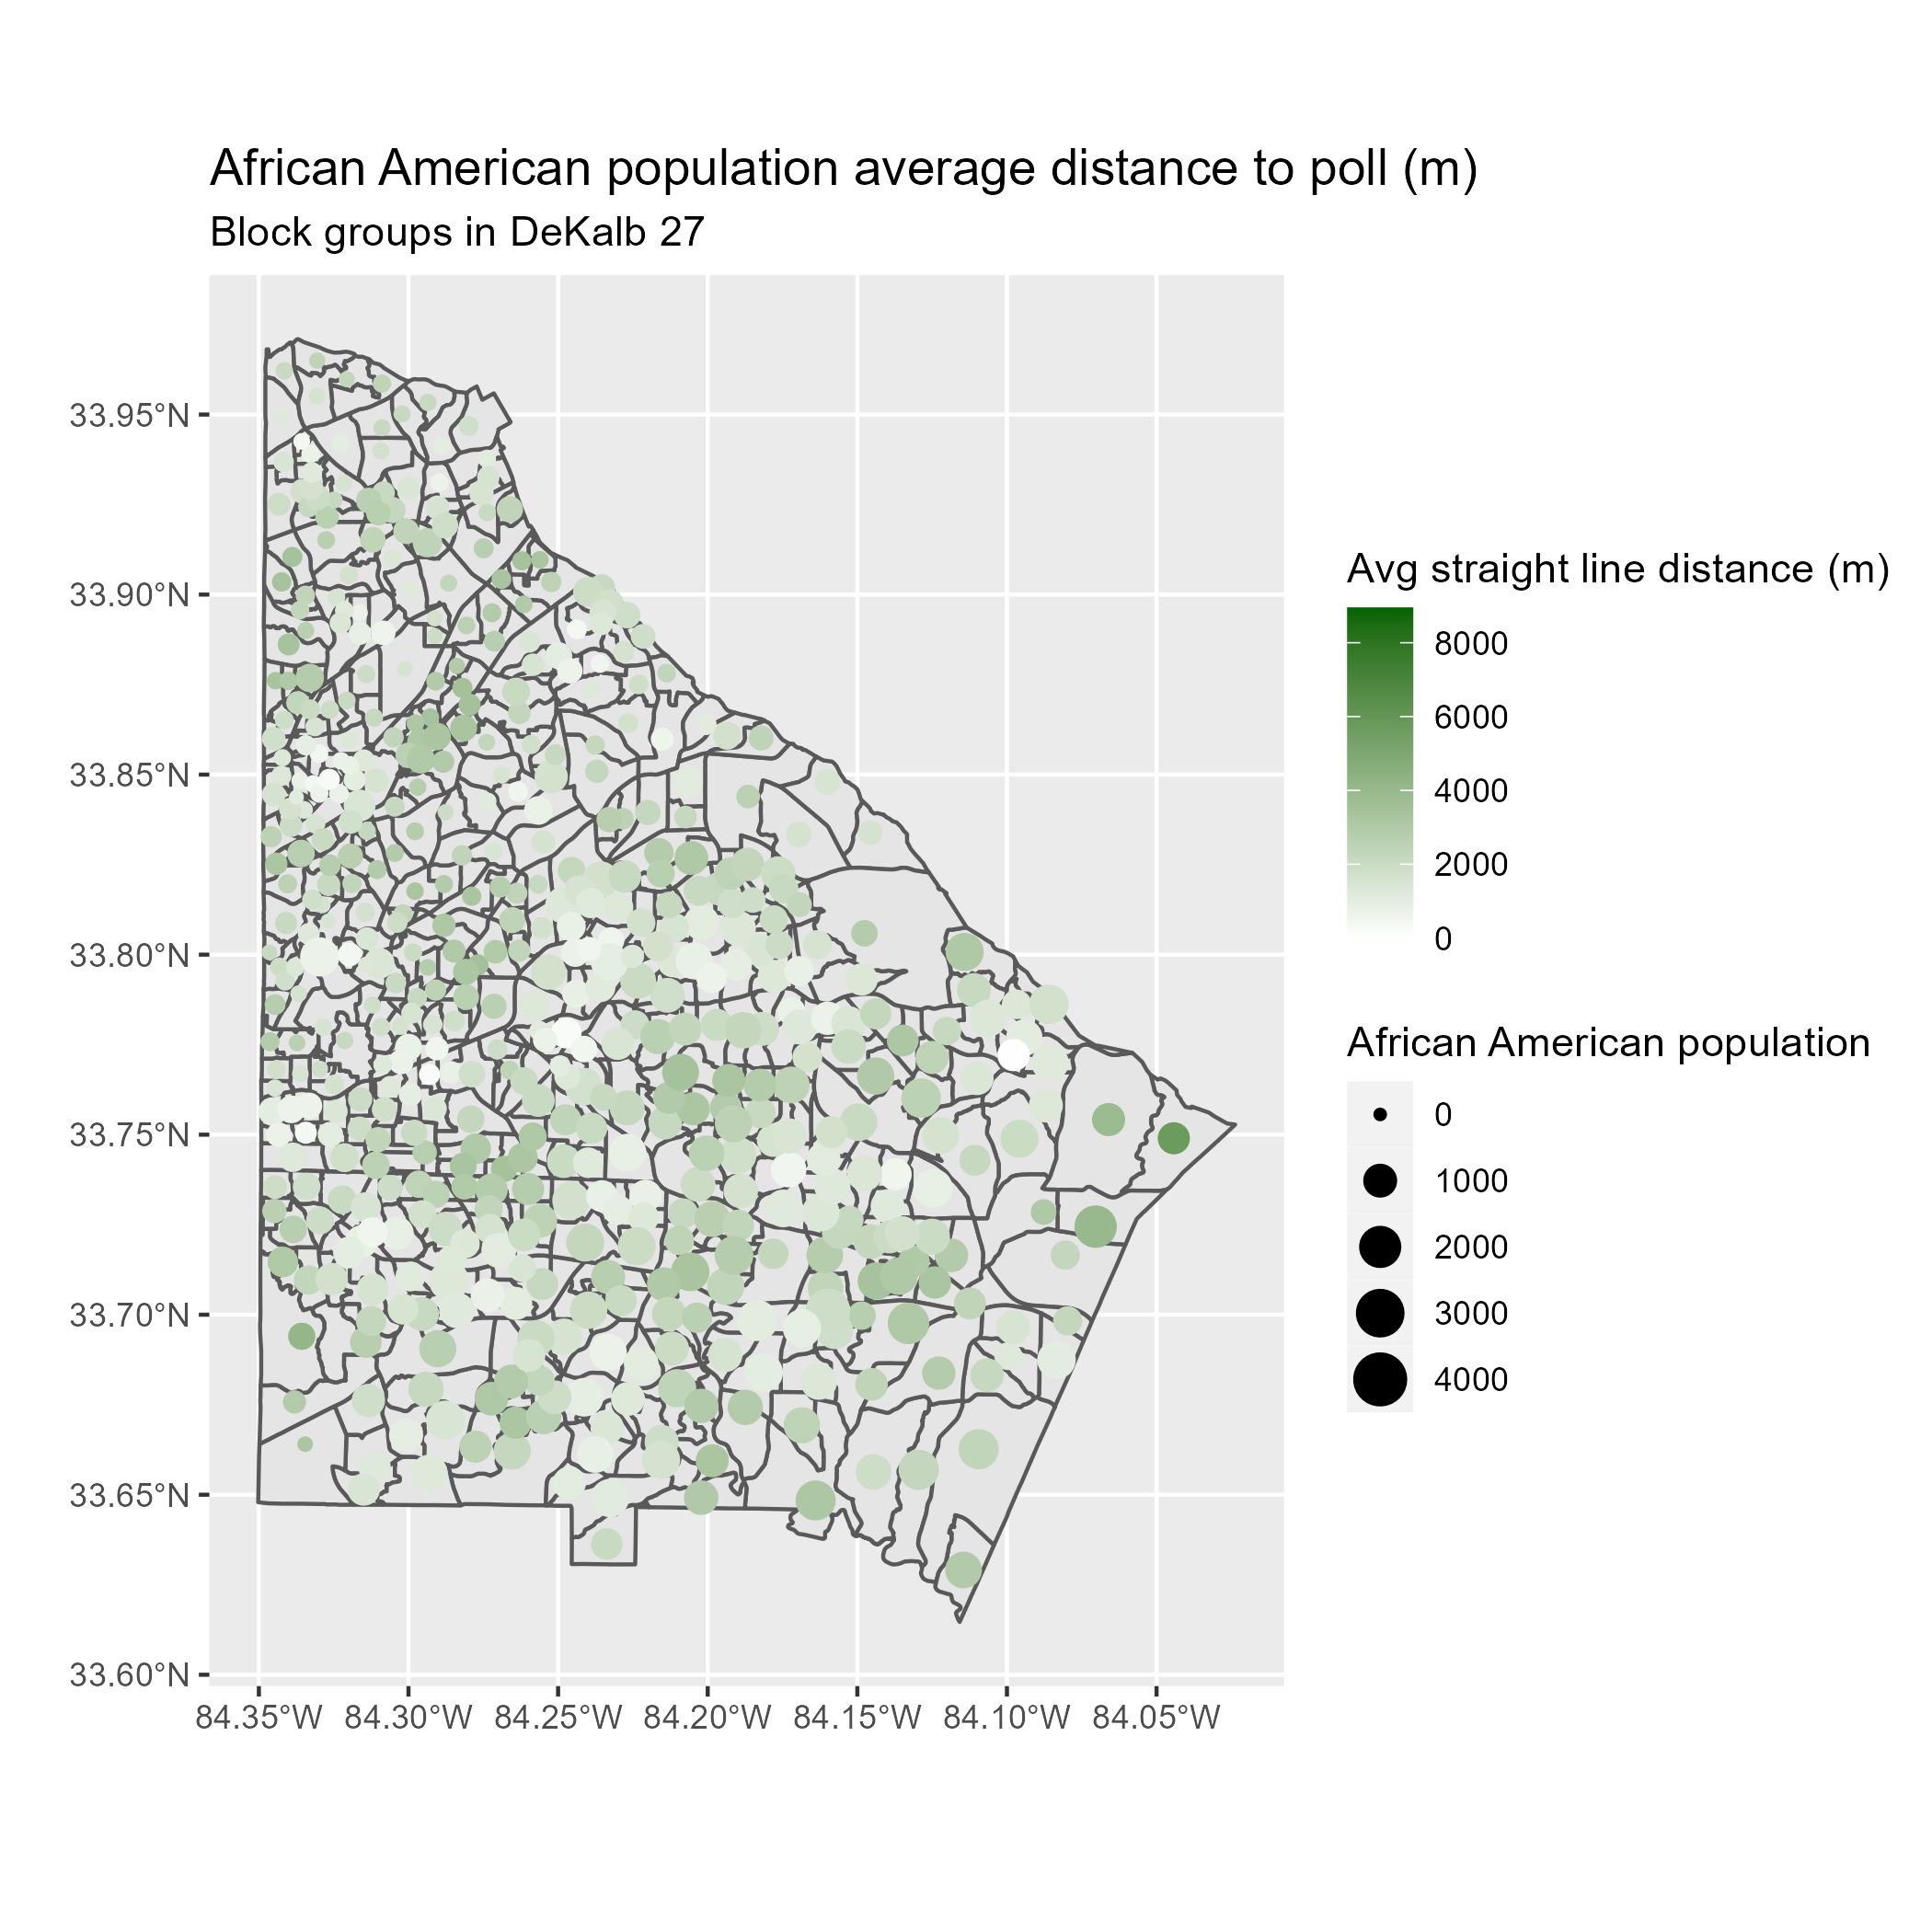 African American population average distance to poll (m)
Block groups in DeKalb 27
33.95°N
33.90°N
33.85°N
33.80°N
33.75°N
33.70°N
33.65°N
33.60°N
84.35°W 84.30°W 84.25°W 84.20°W 84.15°W 84.10°W 84.05°W
Avg straight line distance (m)
8000
6000
4000
2000
0
African American population
0
1000
2000
3000
4000